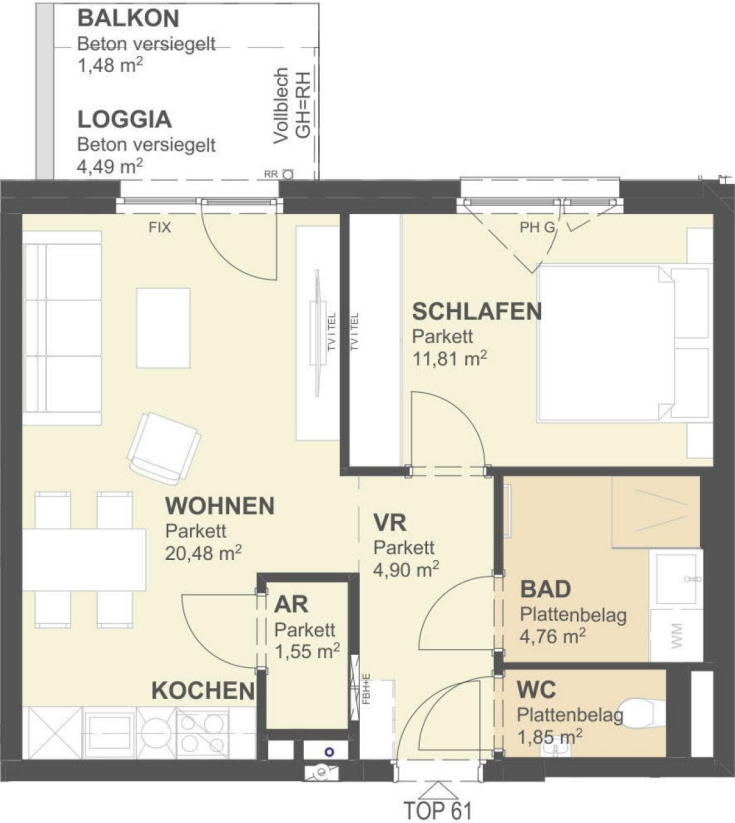 BALKON
Beton versiegelt
1,48 m²
LOGGIA
Beton versiegelt
4,49 m²
Vollblech
GH=RH
RR
FIX
PH G
TV I TEL
TV I TEL
SCHLAFEN
Parkett
11,81 m²
WOHNEN
Parkett
20,48 m²
VR
Parkett
4,90 m²
BAD
Plattenbelag
4,76 m²
WM
AR
Parkett
1,55 m²
FBH+E
KOCHEN
WC
Plattenbelag
1,85 m²
TOP 61